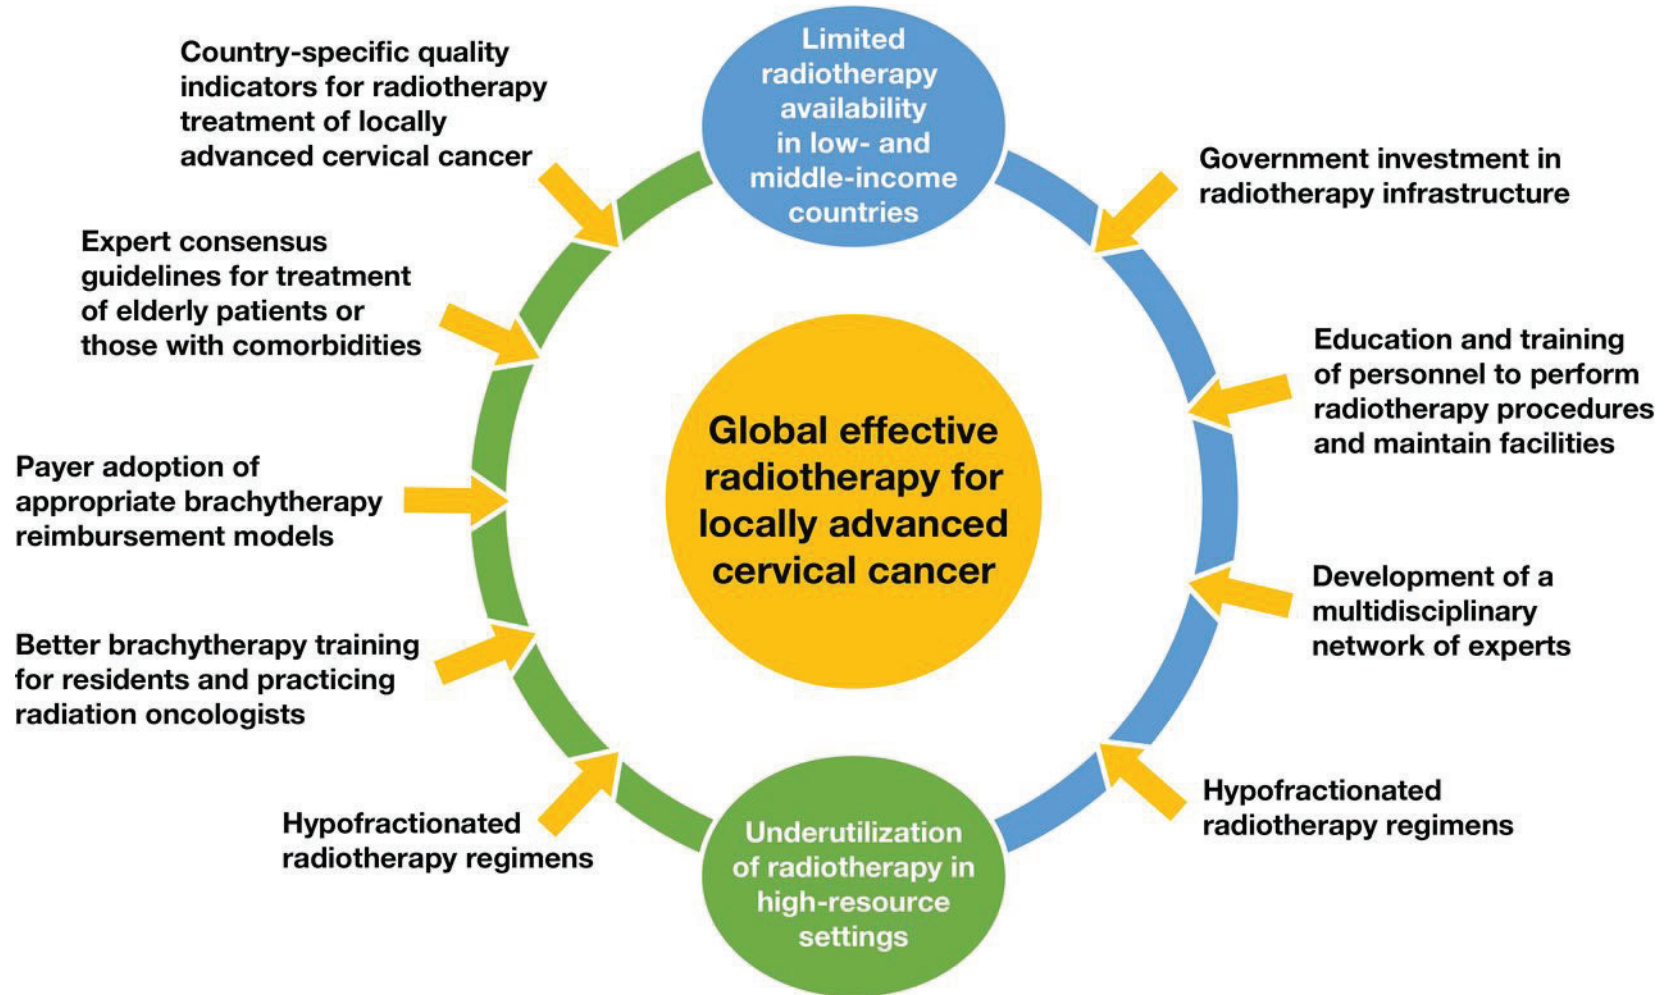 Limited
radiotherapy
availability
in low- and
middle-income
countries
Country-specific quality
indicators for radiotherapy
treatment of locally
advanced cervical cancer
Expert consensus
guidelines for treatment
of elderly patients or
those with comorbidities
Payer adoption of
appropriate brachytherapy
reimbursement models
Better brachytherapy training
for residents and practicing
radiation oncologists
Hypofractionated
radiotherapy regimens
Global effective
radiotherapy for
locally advanced
cervical cancer
Government investment in
radiotherapy infrastructure
Education and training
of personnel to perform
radiotherapy procedures
and maintain facilities
Development of a
multidisciplinary
network of experts
Hypofractionated
radiotherapy regimens
Underutilization
of radiotherapy in
high-resource
settings